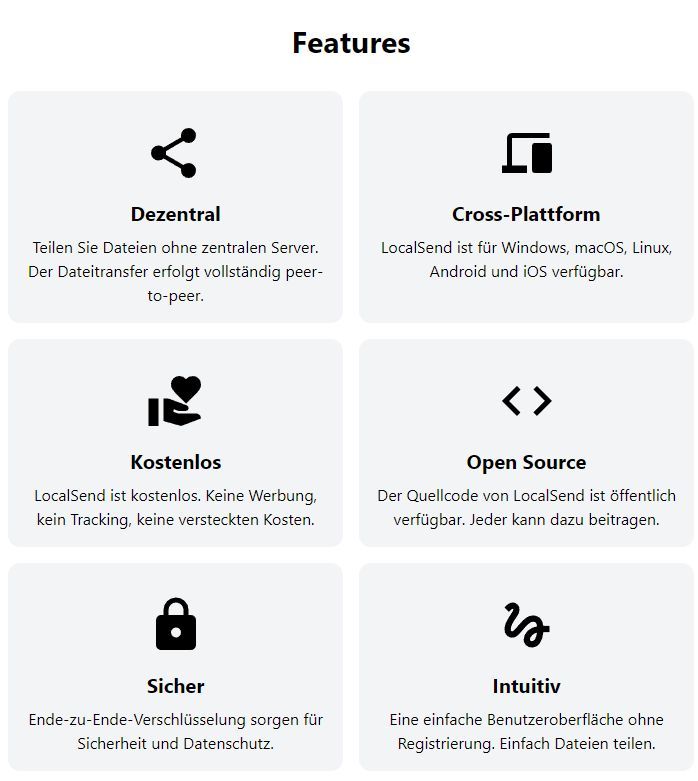 Features
Dezentral
Teilen Sie Dateien ohne zentralen Server.
Der Dateitransfer erfolgt vollständig peer-
to-peer.
Cross-Plattform
LocalSend ist für Windows, macOS, Linux,
Android und iOS verfügbar.
Kostenlos
LocalSend ist kostenlos. Keine Werbung,
kein Tracking, keine versteckten Kosten.
Open Source
Der Quellcode von LocalSend ist öffentlich
verfügbar. Jeder kann dazu beitragen.
Sicher
Ende-zu-Ende-Verschlüsselung sorgen für
Sicherheit und Datenschutz.
Intuitiv
Eine einfache Benutzeroberfläche ohne
Registrierung. Einfach Dateien teilen.